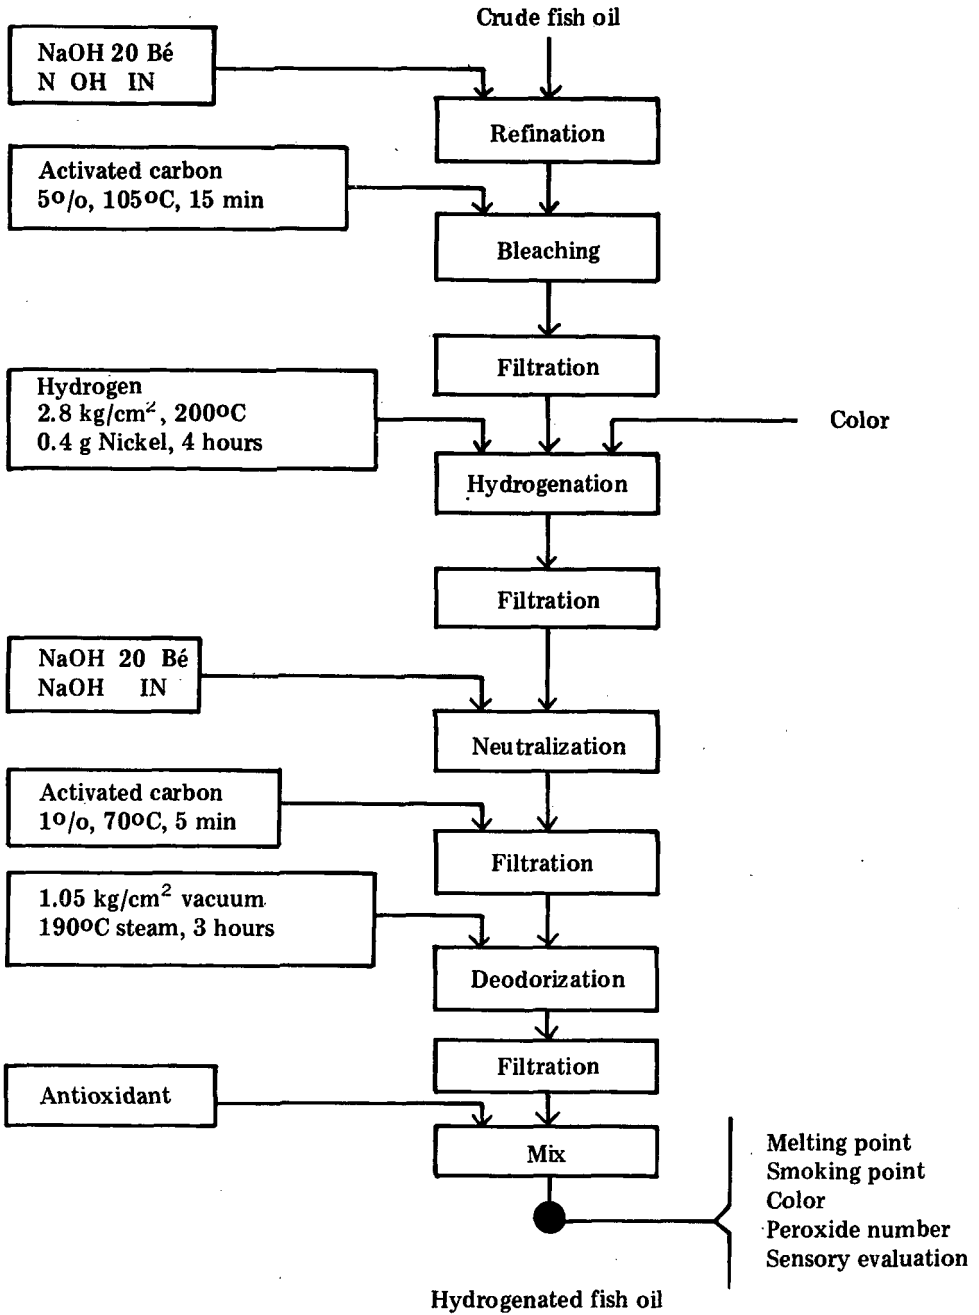 Crude fish oil
NaOH 20 Bé
N OH IN
Refination
Activated carbon
5o/o, 105oC, 15 min
Bleaching
Filtration
Hydrogen
2.8 kg/cm², 200oC
0.4 g Nickel, 4 hours
Color
Hydrogenation
Filtration
NaOH 20 Bé
NaOH IN
Neutralization
Activated carbon
1o/o, 70oC, 5 min
Filtration
1.05 kg/cm² vacuum
190oC steam, 3 hours
Deodorization
Filtration
Antioxidant
Mix
Melting point
Smoking point
Color
Peroxide number
Sensory evaluation
Hydrogenated fish oil